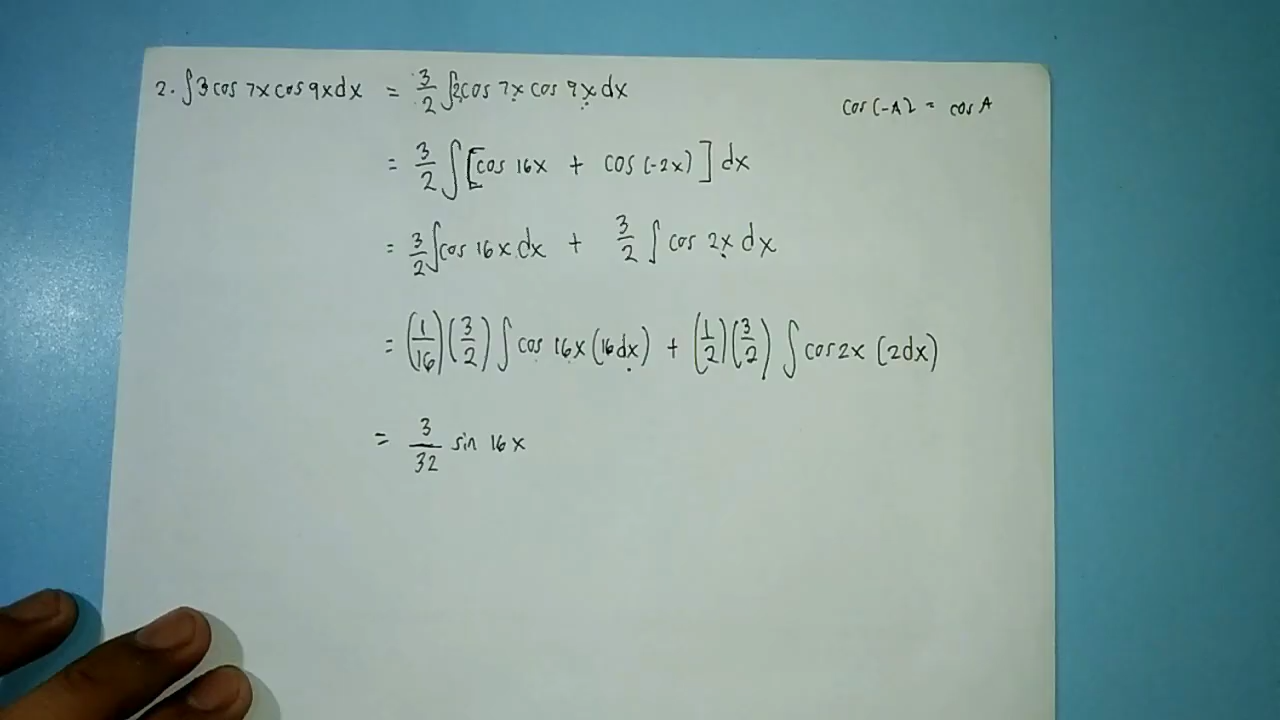 2. ∫3 cos 7x cos 9x dx = 3/2 ∫2cos 7x cos 9x dx
cos(-A) = cos A
= 3/2 ∫[cos 16x + cos (-2x)] dx
= 3/2 ∫cos 16x dx + 3/2 ∫ cos 2x dx
= (1/16)(3/2) ∫ cos 16x (16dx) + (1/2)(3/2) ∫ cos 2x (2dx)
= 3/32 sin 16x